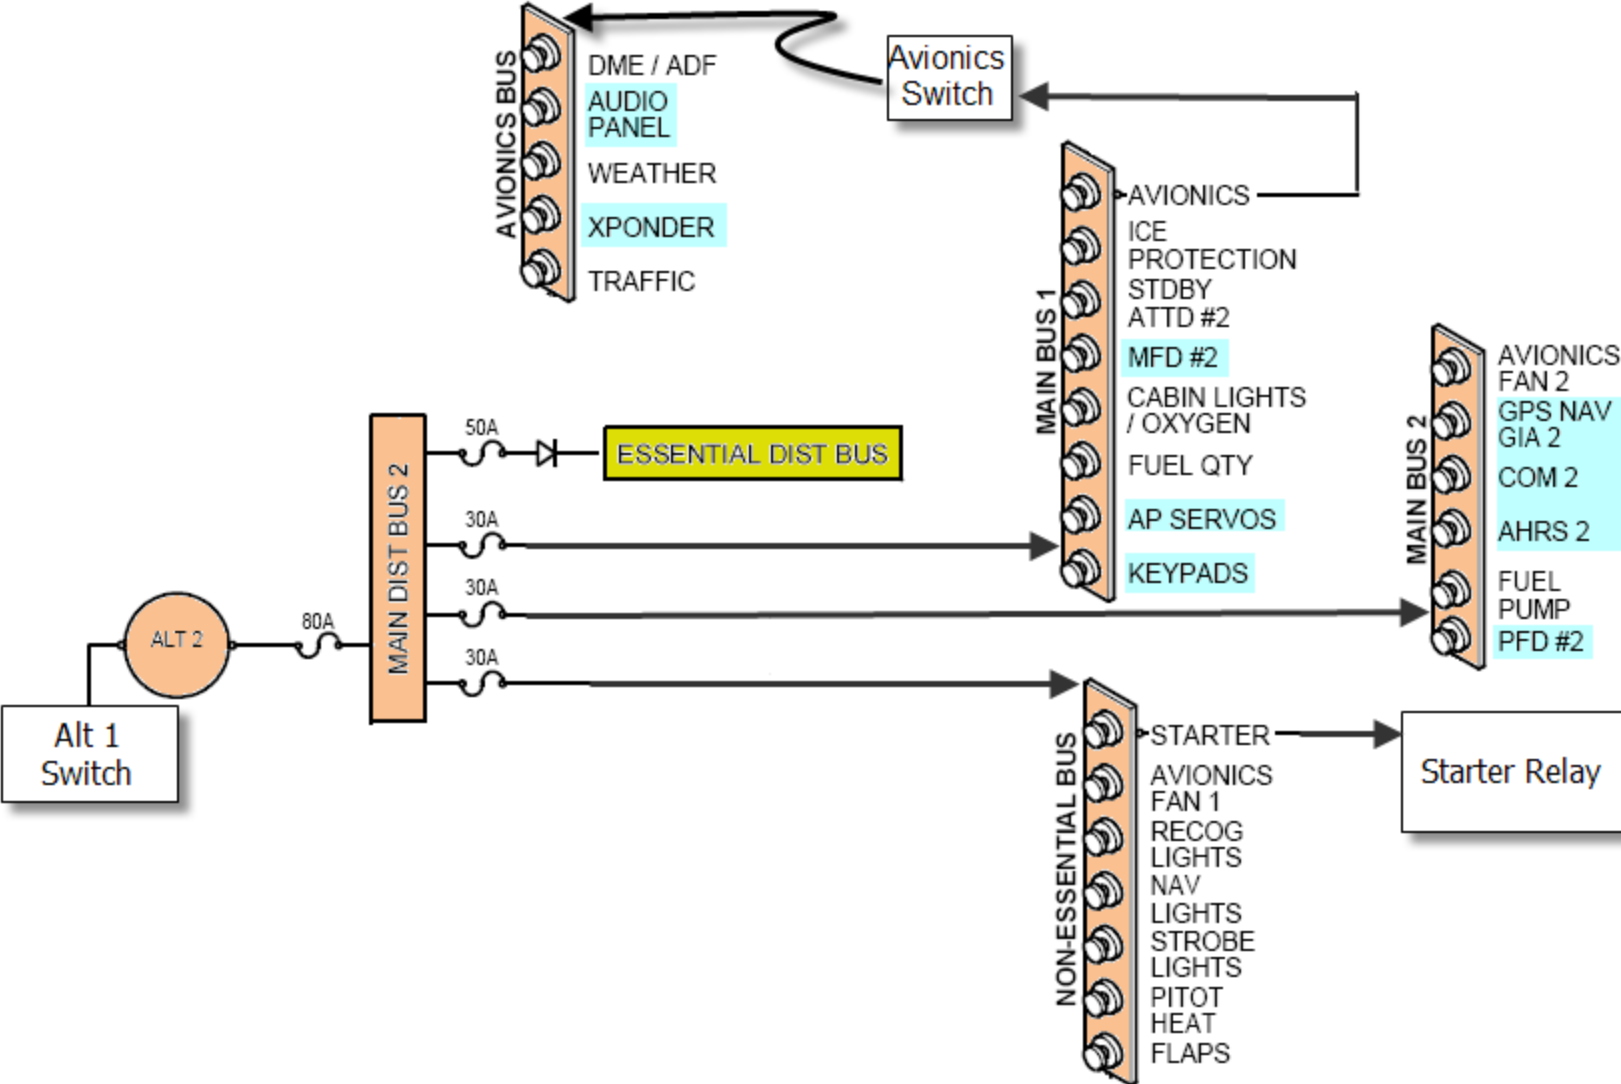 AVIONICS BUS
DME / ADF
AUDIO
PANEL
WEATHER
XPONDER
TRAFFIC
Avionics
Switch
MAIN BUS 1
AVIONICS
ICE
PROTECTION
STDBY
ATTD #2
MFD #2
CABIN LIGHTS
/ OXYGEN
FUEL QTY
AP SERVOS
KEYPADS
MAIN BUS 2
AVIONICS
FAN 2
GPS NAV
GIA 2
COM 2
AHRS 2
FUEL
PUMP
PFD #2
MAIN DIST BUS 2
50A
ESSENTIAL DIST BUS
30A
30A
30A
80A
ALT 2
Alt 1
Switch
NON-ESSENTIAL BUS
STARTER
AVIONICS
FAN 1
RECOG
LIGHTS
NAV
LIGHTS
STROBE
LIGHTS
PITOT
HEAT
FLAPS
Starter Relay